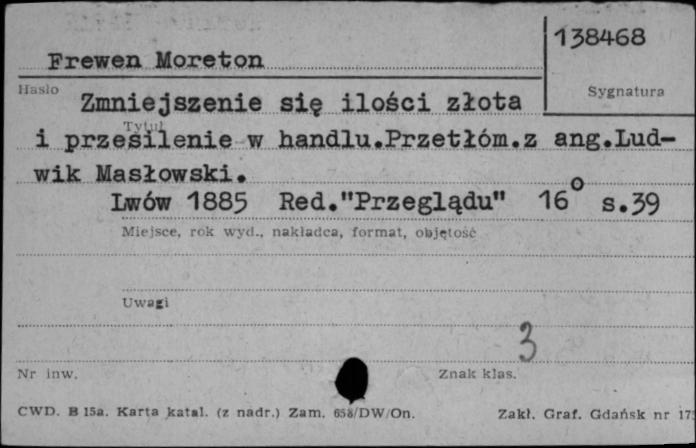 138468
Frewen Moreton
Hasło
Sygnatura
Zmniejszenie się ilości złota
Tytuł
i przesilenie w handlu.Przetłóm.z ang.Lud-
wik Masłowski.
Lwów 1885 Red."Przeglądu" 16° s.39
Miejsce, rok wyd., nakładca, format, objętość
Uwagi
3
Nr inw.
Znak klas.
CWD. B 15a. Karta katal. (z nadr.) Zam. 658/DW/On.
Zakł. Graf. Gdańsk nr